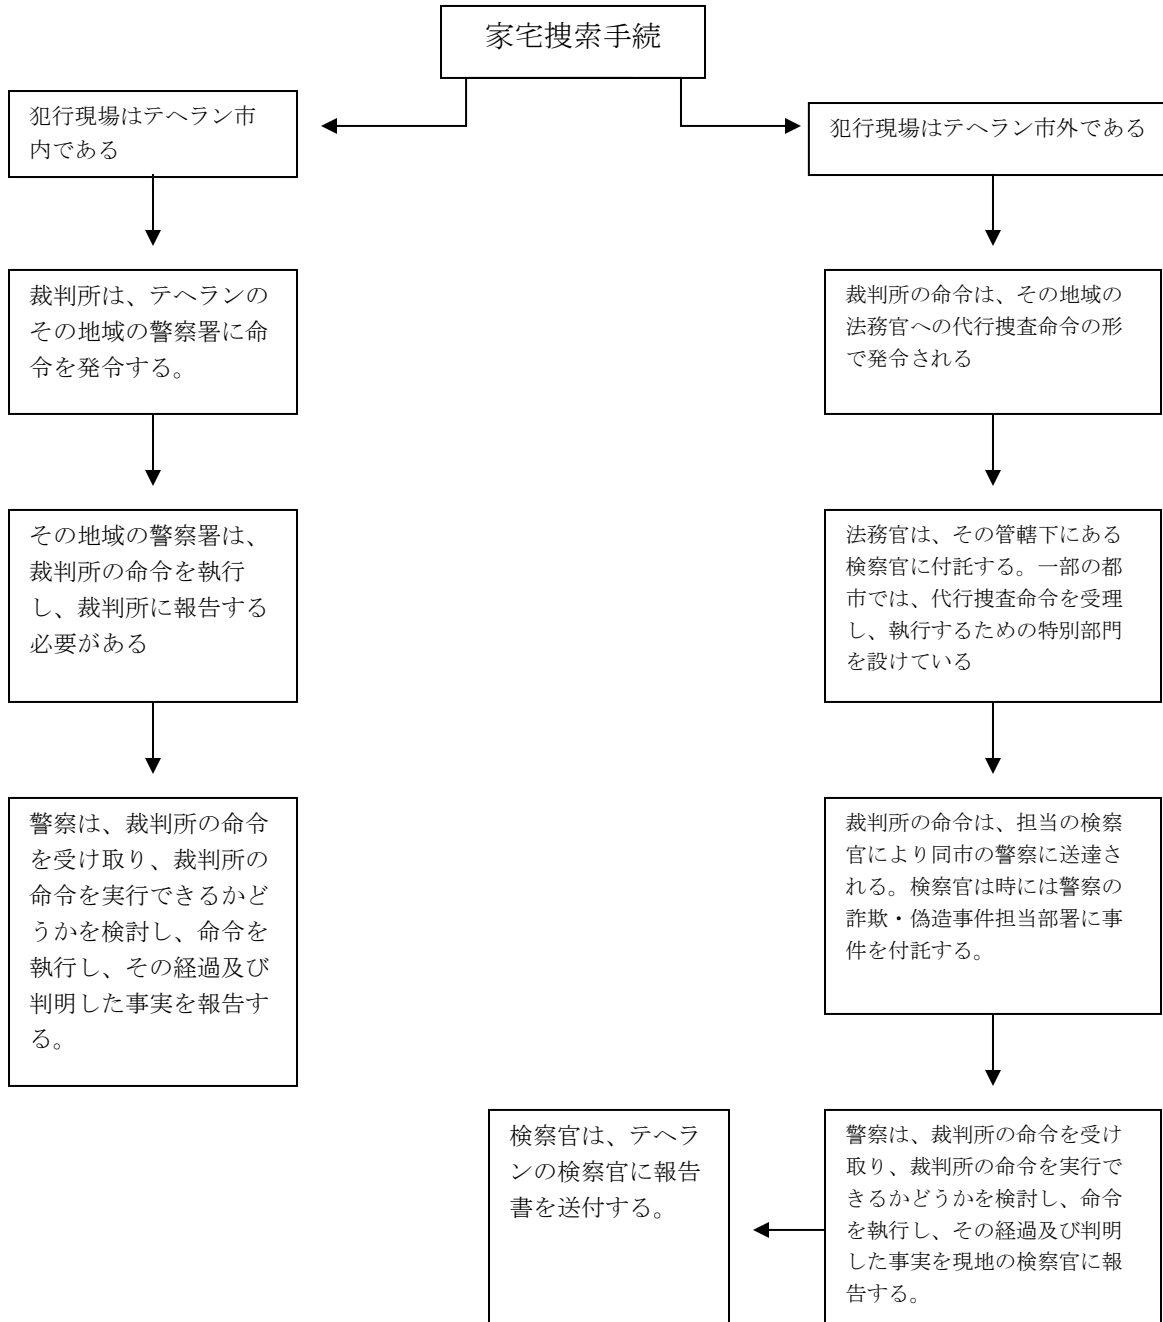 家宅捜索手続
犯行現場はテヘラン市
内である
裁判所は、テヘランの
その地域の警察署に命
令を発令する。
その地域の警察署は、
裁判所の命令を執行
し、裁判所に報告する
必要がある
警察は、裁判所の命令
を受け取り、裁判所の
命令を実行できるかど
うかを検討し、命令を
執行し、その経過及び
判明した事実を報告す
る。
犯行現場はテヘラン市外である
裁判所の命令は、その地域の
法務官への代行捜査命令の形
で発令される
法務官は、その管轄下にある
検察官に付託する。一部の都
市では、代行捜査命令を受理
し、執行するための特別部門
を設けている
裁判所の命令は、担当の検察
官により同市の警察に送達さ
れる。検察官は時には警察の
詐欺・偽造事件担当部署に事
件を付託する。
警察は、裁判所の命令を受け
取り、裁判所の命令を実行で
きるかどうかを検討し、命令
を執行し、その経過及び判明
した事実を現地の検察官に報
告する。
検察官は、テヘラ
ンの検察官に報告
書を送付する。